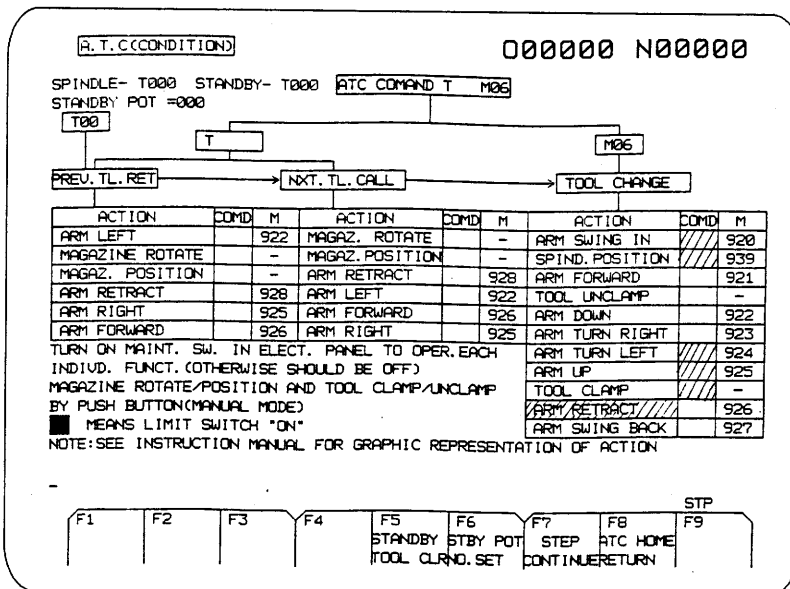 A.T.C(CONDITION)
O00000 N00000
SPINDLE- T000 STANDBY- T000 ATC COMAND T M06
STANDBY POT =000
T00
T
M06
PREV.TL.RET NXT.TL.CALL TOOL CHANGE
ACTION COMD M ACTION COMD M ACTION COMD M
ARM LEFT 922 MAGAZ. ROTATE - ARM SWING IN 920
MAGAZINE ROTATE - MAGAZ.POSITION - SPIND.POSITION 939
MAGAZ. POSITION - ARM RETRACT 928 ARM FORWARD 921
ARM RETRACT 928 ARM LEFT 922 TOOL UNCLAMP -
ARM RIGHT 925 ARM FORWARD 926 ARM DOWN 922
ARM FORWARD 926 ARM RIGHT 925 ARM TURN RIGHT 923
ARM TURN LEFT 924
ARM UP 925
TOOL CLAMP -
ARM RETRACT 926
ARM SWING BACK 927
TURN ON MAINT. SW. IN ELECT. PANEL TO OPER.EACH
INDIVD. FUNCT.(OTHERWISE SHOULD BE OFF)
MAGAZINE ROTATE/POSITION AND TOOL CLAMP/UNCLAMP
BY PUSH BUTTON(MANUAL MODE)
MEANS LIMIT SWITCH "ON"
NOTE:SEE INSTRUCTION MANUAL FOR GRAPHIC REPRESENTATION OF ACTION
-
STP
F1 F2 F3 F4 F5 F6 F7 F8 F9
STANDBY STBY POT STEP ATC HOME
TOOL CLR NO.SET CONTINUE RETURN